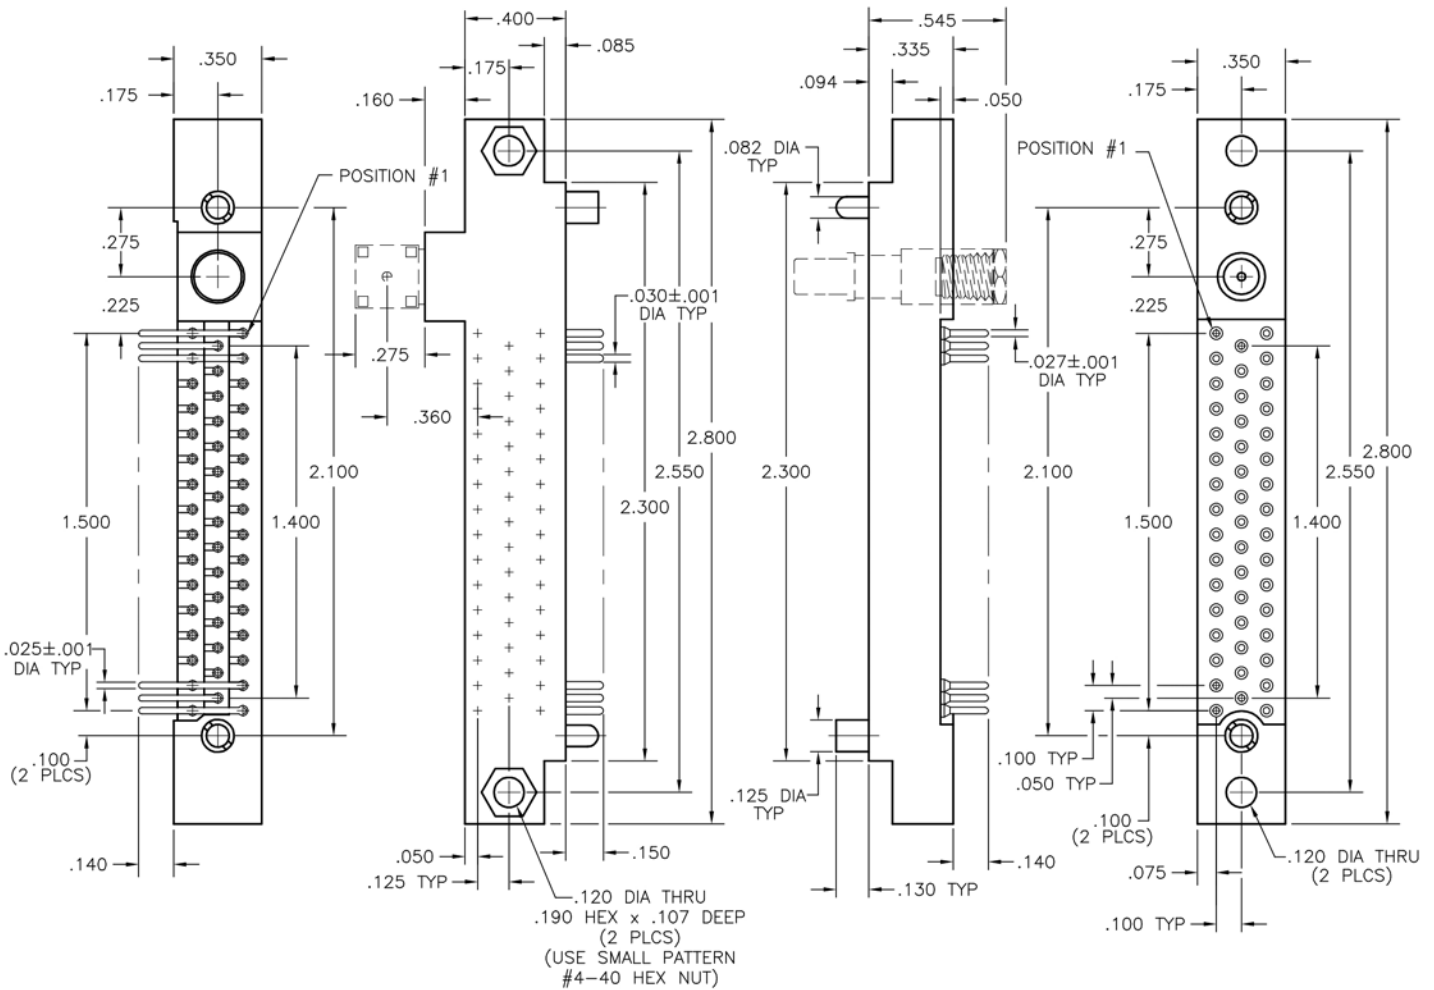 .400
.545
.350
.085
.335
.350
.175
.175
.094
.175
.160
.050
.082 DIA
TYP
POSITION #1
POSITION #1
.275
.275
.225
.030±.001
DIA TYP
.225
.275
.027±.001
DIA TYP
.360
2.800
2.100
2.550
2.300
2.100
2.550
2.800
2.300
1.500
1.400
1.500
1.400
.025±.001
DIA TYP
.100
(2 PLCS)
.100 TYP
.050 TYP
.125 DIA
TYP
.100
(2 PLCS)
.140
.050
.150
.140
.120 DIA THRU
(2 PLCS)
.125 TYP
.130 TYP
.075
.120 DIA THRU
.190 HEX x .107 DEEP
(2 PLCS)
(USE SMALL PATTERN
#4-40 HEX NUT)
.100 TYP